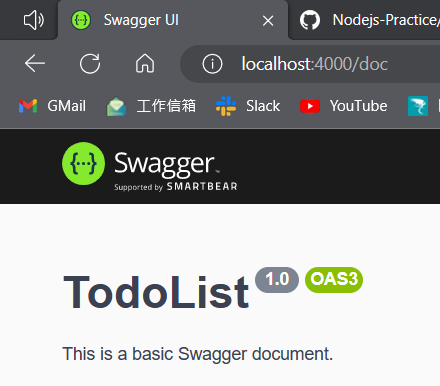 Swagger UI
Nodejs-Practice/
localhost:4000/doc
GMail
工作信箱
Slack
YouTube
Swagger
Supported by SMARTBEAR
TodoList 1.0 OAS3
This is a basic Swagger document.